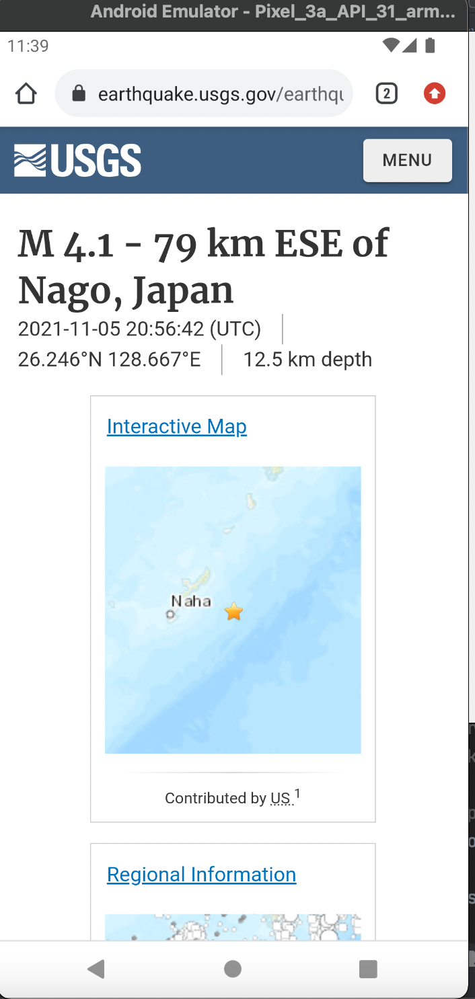 Android Emulator - Pixel_3a_API_31_arm...
11:39
earthquake.usgs.gov/earthqu
2
USGS
MENU
M 4.1 - 79 km ESE of
Nago, Japan
2021-11-05 20:56:42 (UTC)
26.246°N 128.667°E
12.5 km depth
Interactive Map
Naha
Contributed by US 1
Regional Information